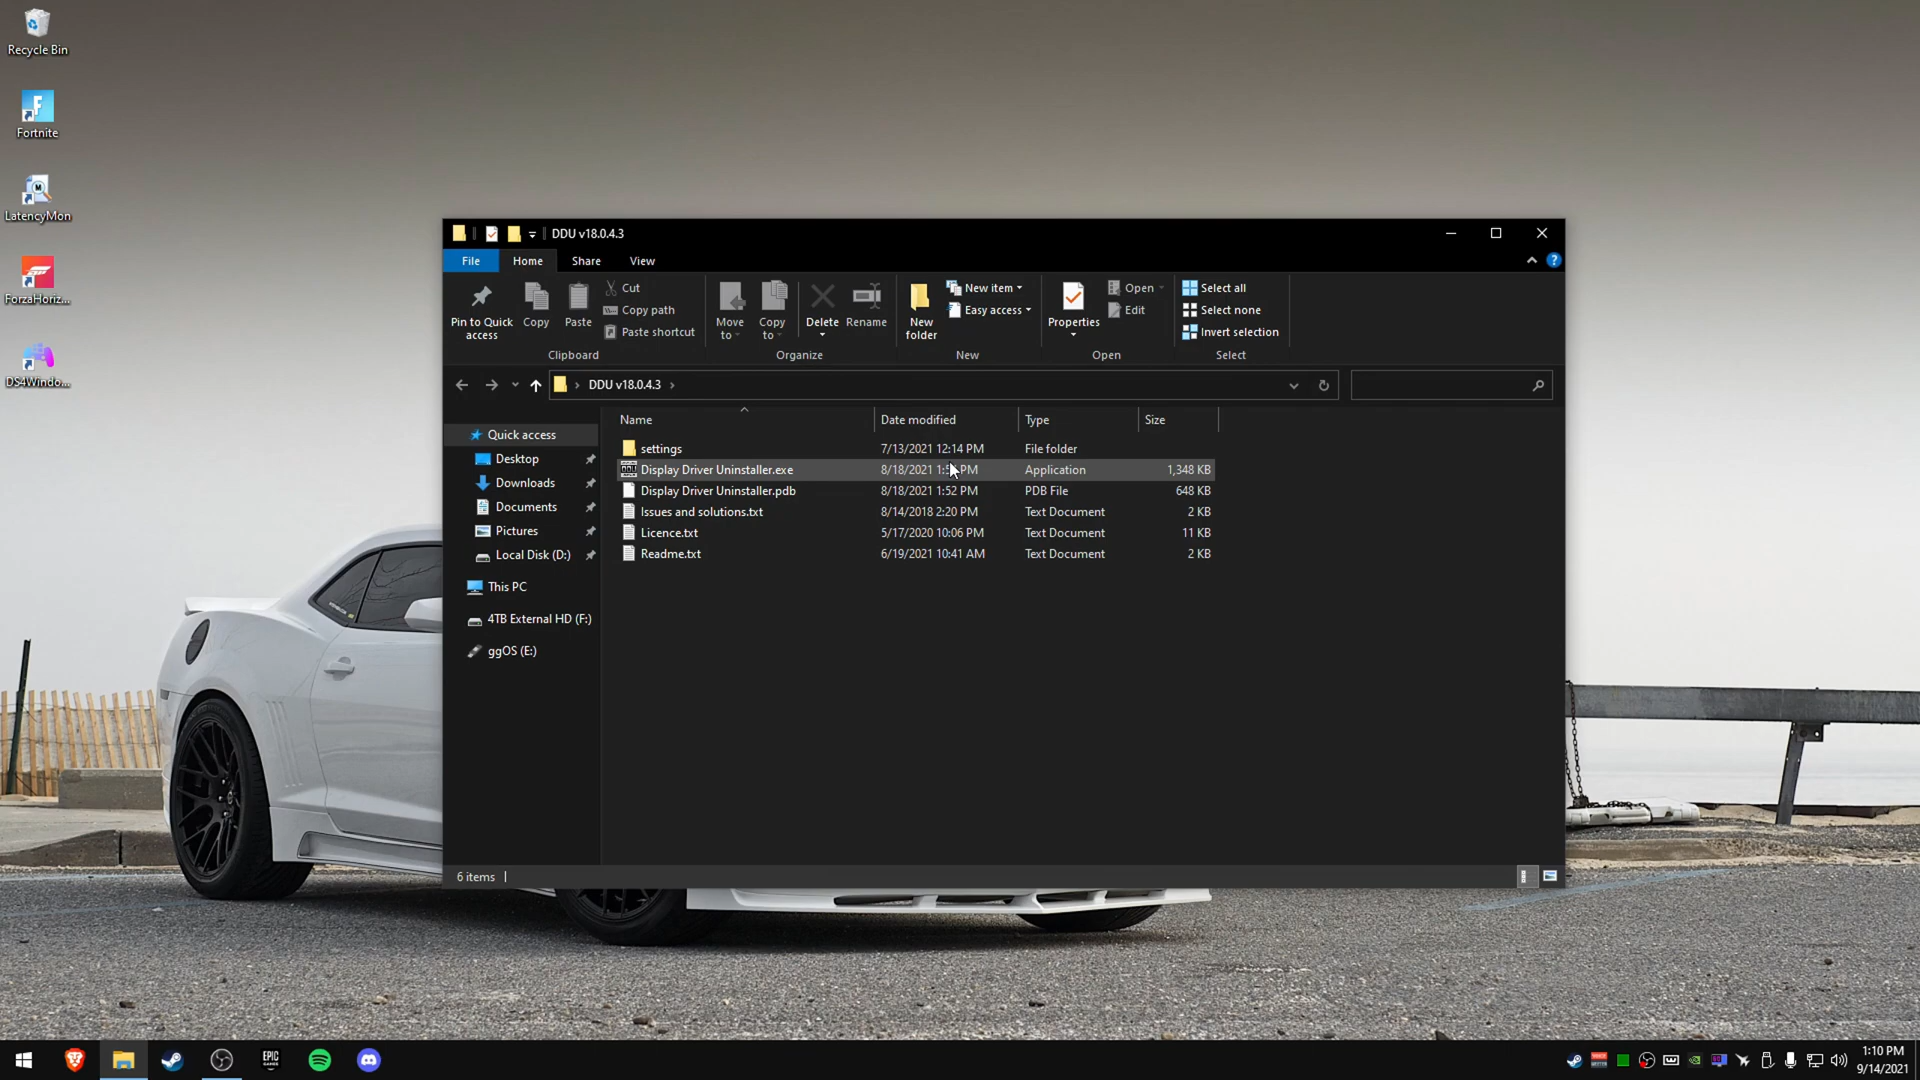 Recycle Bin
Fortnite
LatencyMon
ForzaHoriz...
DS4Windo...
DDU v18.0.4.3
File
Home
Share
View
Pin to Quick access
Copy
Paste
Cut
Copy path
Paste shortcut
Clipboard
Move to
Copy to
Delete
Rename
Organize
New folder
New item
Easy access
New
Properties
Open
Edit
Open
Select all
Select none
Invert selection
Select
DDU v18.0.4.3
Quick access
Desktop
Downloads
Documents
Pictures
Local Disk (D:)
This PC
4TB External HD (F:)
ggOS (E:)
Name Date modified Type Size
settings 7/13/2021 12:14 PM File folder
Display Driver Uninstaller.exe 8/18/2021 PM Application 1,348 KB
Display Driver Uninstaller.pdb 8/18/2021 1:52 PM PDB File 648 KB
Issues and solutions.txt 8/14/2018 2:20 PM Text Document 2 KB
Licence.txt 5/17/2020 10:06 PM Text Document 11 KB
Readme.txt 6/19/2021 10:41 AM Text Document 2 KB
6 items
EPIC GAMES
1:10 PM
9/14/2021